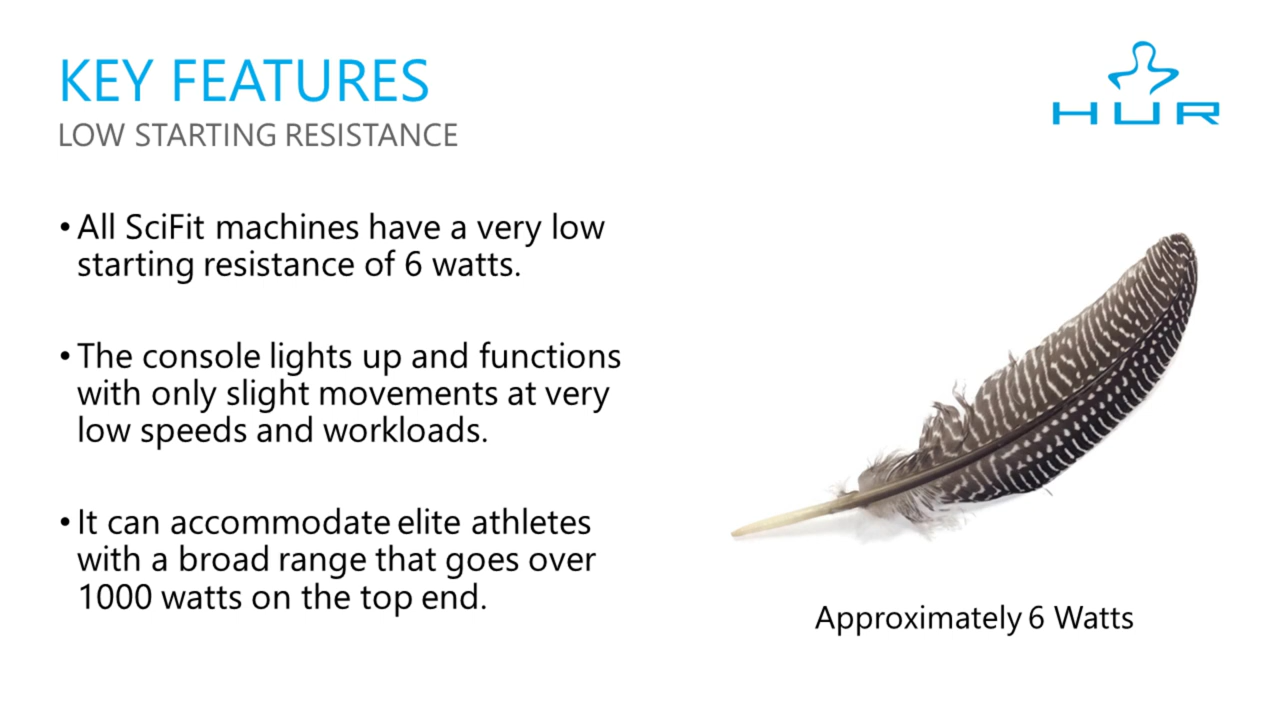 KEY FEATURES
LOW STARTING RESISTANCE
HUR
• All SciFit machines have a very low
starting resistance of 6 watts.
• The console lights up and functions
with only slight movements at very
low speeds and workloads.
• It can accommodate elite athletes
with a broad range that goes over
1000 watts on the top end.
Approximately 6 Watts